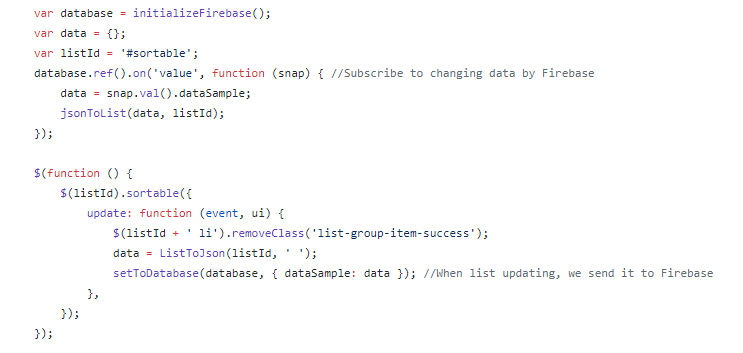 var database = initializeFirebase();
var data = {};
var listId = '#sortable';
database.ref().on('value', function (snap) { //Subscribe to changing data by Firebase
    data = snap.val().dataSample;
    jsonToList(data, listId);
});

$(function () {
    $(listId).sortable({
        update: function (event, ui) {
            $(listId + ' li').removeClass('list-group-item-success');
            data = ListToJson(listId, ' ');
            setToDatabase(database, { dataSample: data }); //When list updating, we send it to Firebase
        },
    });
});